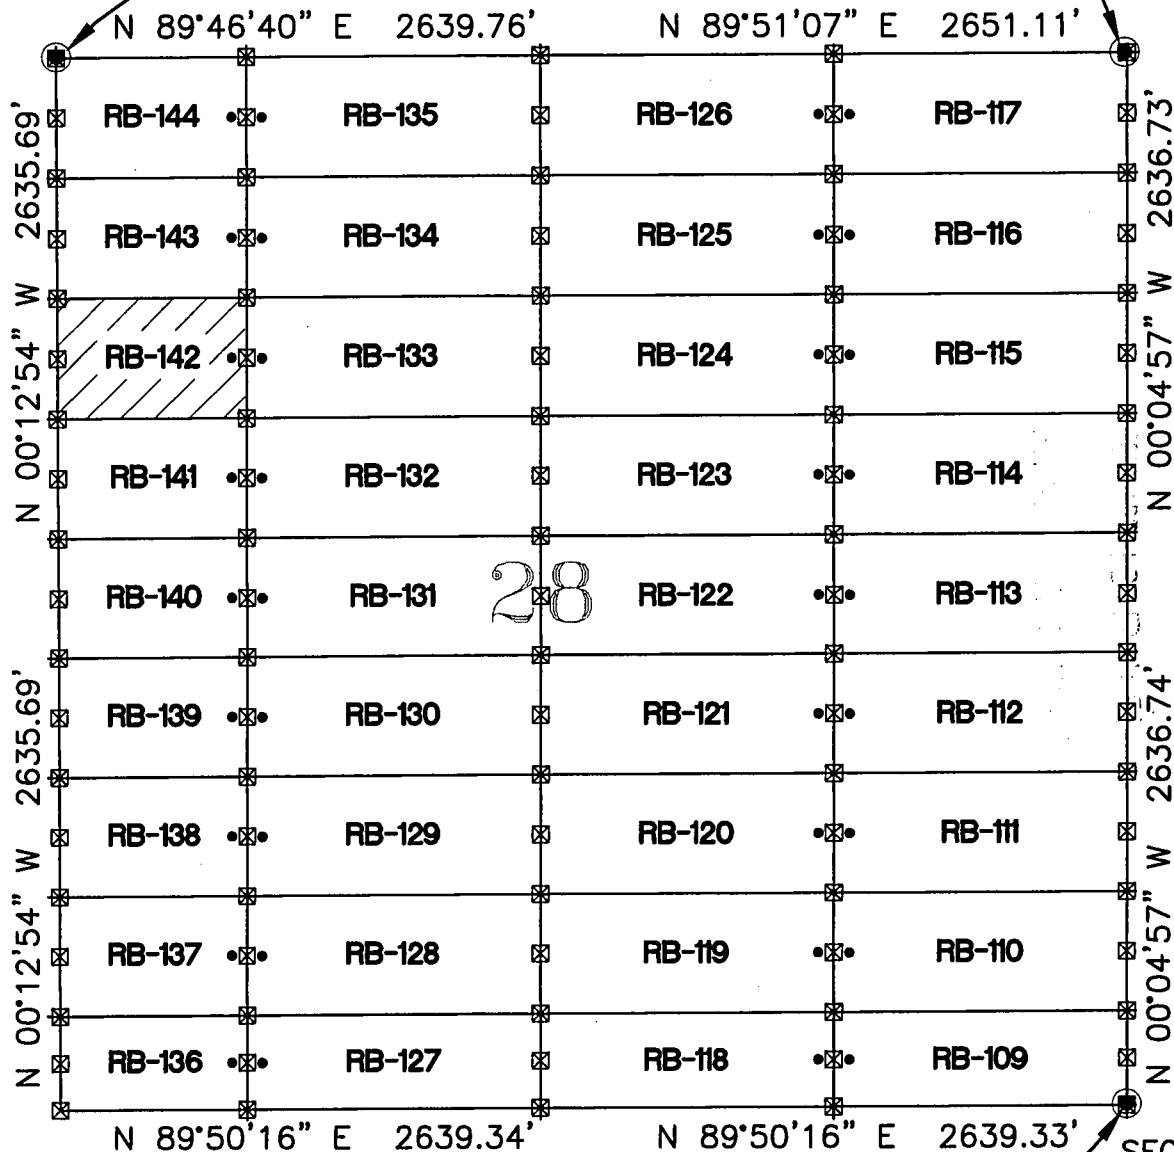 N 89°46'40" E 2639.76' N 89°51'07" E 2651.11'
N 00°12'54" W 2635.69'
N 00°12'54" W 2635.69'
RB-144 RB-135 RB-126 RB-117
RB-143 RB-134 RB-125 RB-116
RB-142 RB-133 RB-124 RB-115
RB-141 RB-132 RB-123 RB-114
RB-140 RB-131 28 RB-122 RB-113
RB-139 RB-130 RB-121 RB-112
RB-138 RB-129 RB-120 RB-111
RB-137 RB-128 RB-119 RB-110
RB-136 RB-127 RB-118 RB-109
N 00°04'57" W 2636.73'
N 00°04'57" W 2636.74'
N 89°50'16" E 2639.34' N 89°50'16" E 2639.33'